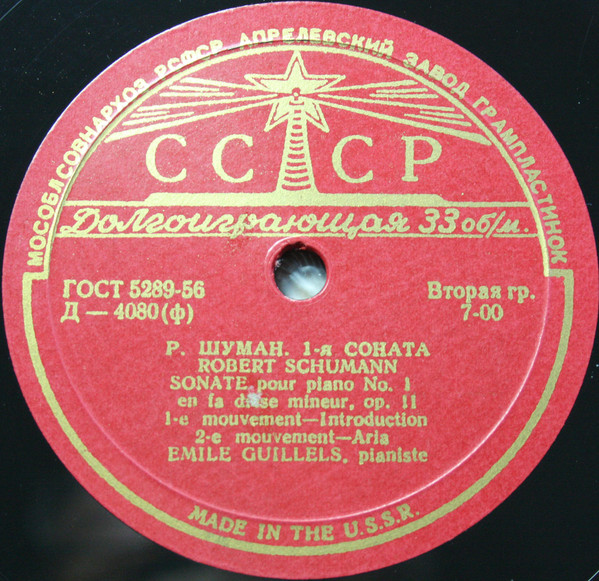 МОСОБЛСОВНАРХОЗ РСФСР АПРЕЛЕВСКИЙ ЗАВОД ГРАМПЛАСТИНОК
СССР
Долгоиграющая 33 об/м.
ГОСТ 5289-56
Д — 4080 (ф)
Вторая гр.
7-00
Р. ШУМАН. 1-я СОНАТА
ROBERT SCHUMANN
SONATE pour piano No. 1
en fa dièse mineur, op. 11
1-e mouvement—Introduction
2-e mouvement—Aria
EMILE GUILLELS, pianiste
MADE IN THE U.S.S.R.